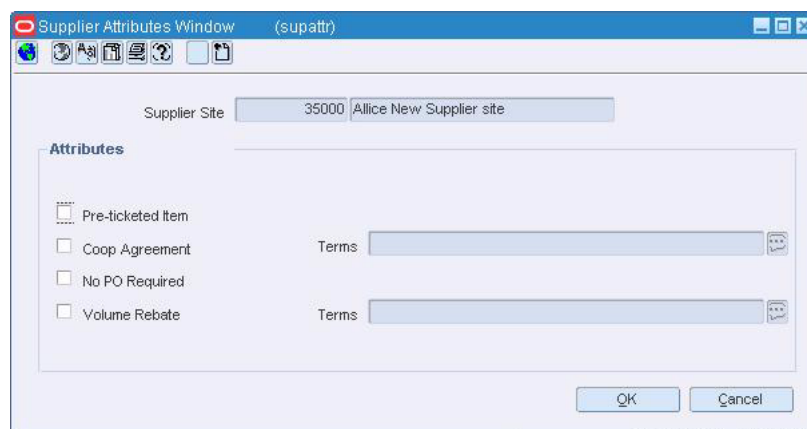 Supplier Attributes Window (supattr)
Supplier Site 35000 Allice New Supplier site
Attributes
Pre-ticketed Item
Coop Agreement Terms
No PO Required
Volume Rebate Terms
OK Cancel